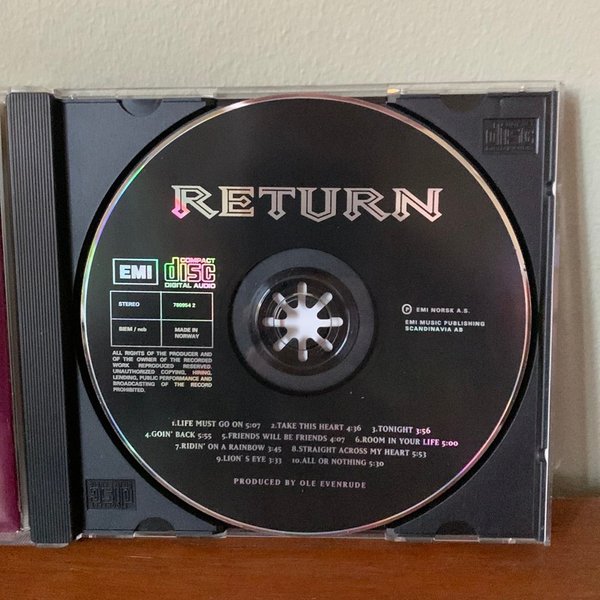 RETURN
EMI
COMPACT
disc
DIGITAL AUDIO
STEREO
780954 2
BIEM / ncb
MADE IN
NORWAY
ALL RIGHTS OF THE PRODUCER AND
OF THE OWNER OF THE RECORDED
WORK REPRODUCED RESERVED.
UNAUTHORIZED COPYING, HIRING,
LENDING, PUBLIC PERFORMANCE AND
BROADCASTING OF THE RECORD
PROHIBITED.
Ⓟ EMI NORSK A.S.
EMI MUSIC PUBLISHING
SCANDINAVIA AB
1.LIFE MUST GO ON 5:07 2.TAKE THIS HEART 4:36 3.TONIGHT 3:56
4.GOIN' BACK 5:55 5.FRIENDS WILL BE FRIENDS 4:07 6.ROOM IN YOUR LIFE 5:00
7.RIDIN' ON A RAINBOW 3:45 8.STRAIGHT ACROSS MY HEART 5:53
9.LION´S EYE 3:33 10.ALL OR NOTHING 5:30
PRODUCED BY OLE EVENRUDE